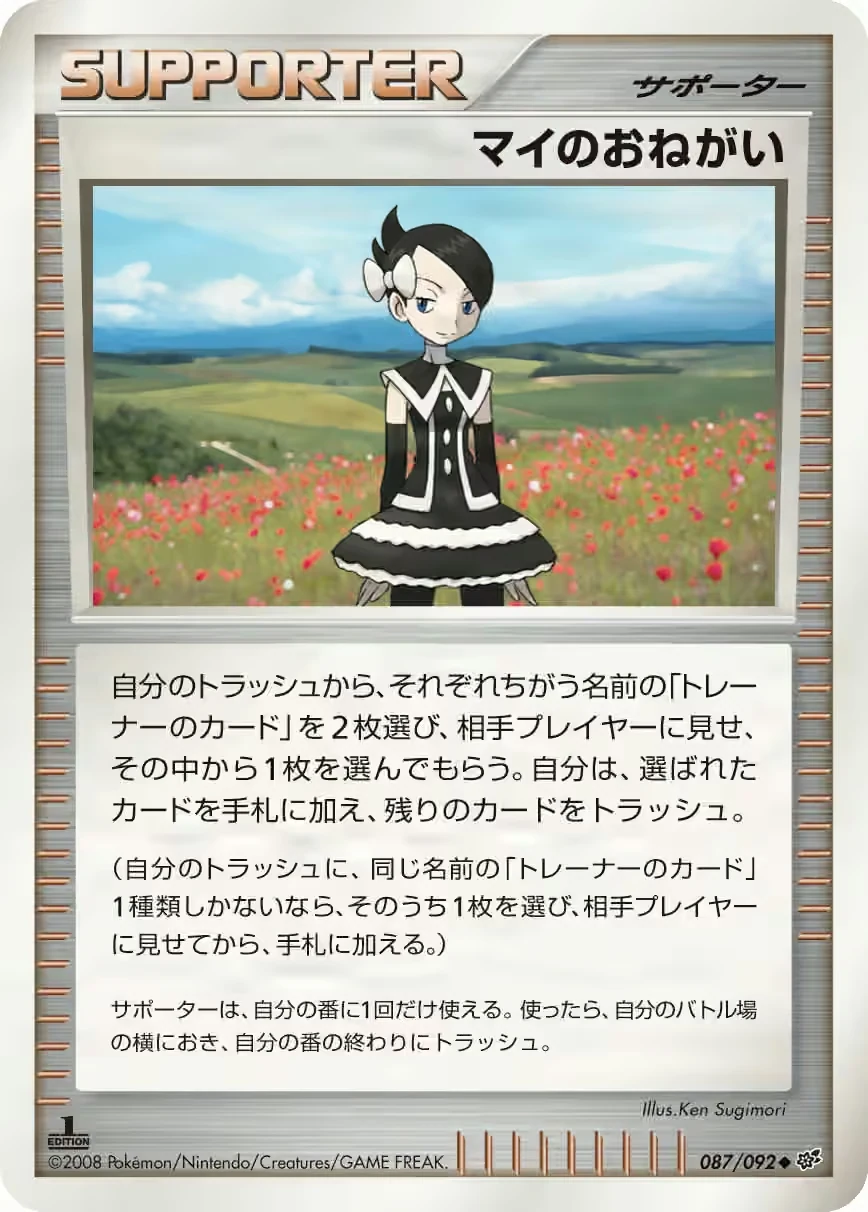 SUPPORTER
サポーター
マイのおねがい
自分のトラッシュから、それぞれちがう名前の「トレー
ナーのカード」を2枚選び、相手プレイヤーに見せ、
その中から1枚を選んでもらう。自分は、選ばれた
カードを手札に加え、残りのカードをトラッシュ。
(自分のトラッシュに、同じ名前の「トレーナーのカード」
1種類しかないなら、そのうち1枚を選び、相手プレイヤー
に見せてから、手札に加える。)
サポーターは、自分の番に1回だけ使える。使ったら、自分のバトル場
の横におき、自分の番の終わりにトラッシュ。
Illus.Ken Sugimori
1
EDITION
©2008 Pokémon/Nintendo/Creatures/GAME FREAK.
087/092◆